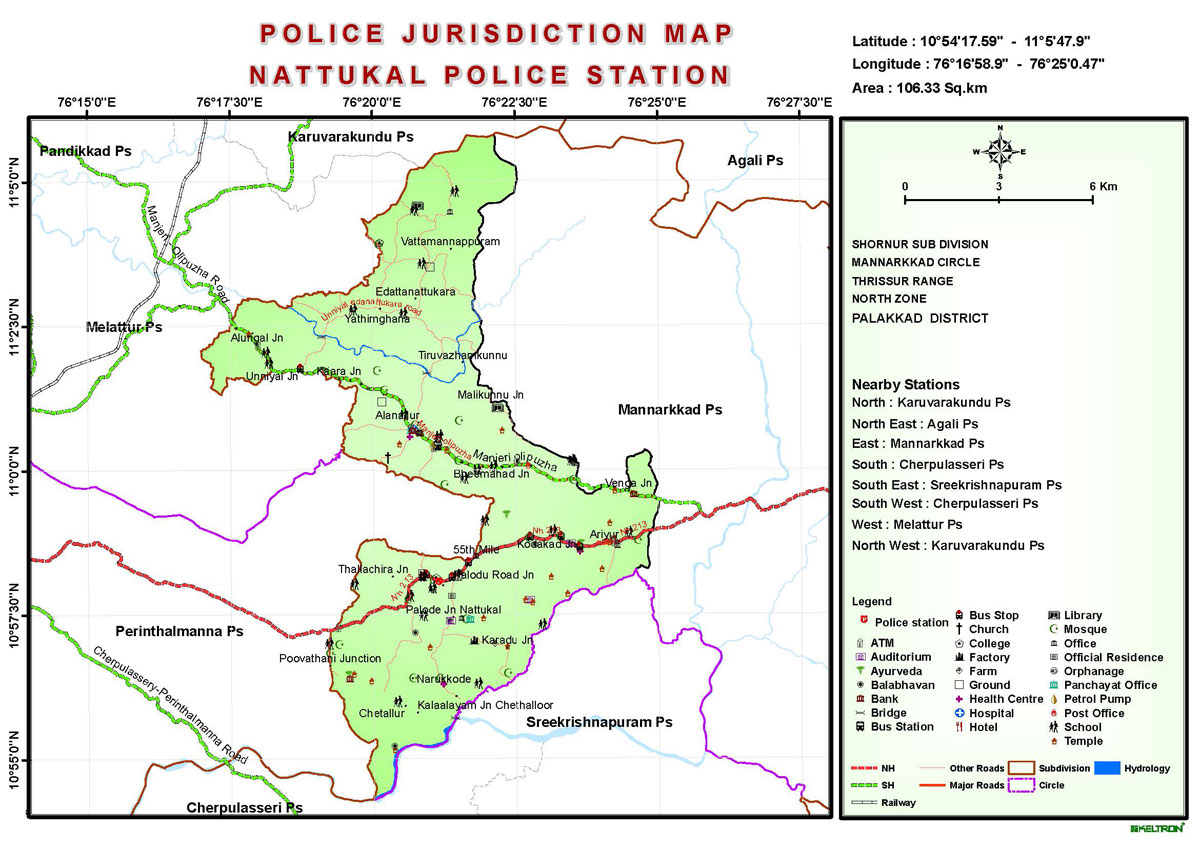 POLICE JURISDICTION MAP
NATTUKAL POLICE STATION
Latitude : 10°54'17.59" - 11°5'47.9"
Longitude : 76°16'58.9" - 76°25'0.47"
Area : 106.33 Sq.km
76°15'0"E
76°17'30"E
76°20'0"E
76°22'30"E
76°25'0"E
76°27'30"E
11°5'0"N
11°2'30"N
11°0'0"N
10°57'30"N
10°55'0"N
Karuvarakundu Ps
Pandikkad Ps
Agali Ps
Manjeri - Olipuzha Road
Vattamannappuram
Edattanattukara
Unniyal edanattukara road
Yathimghana
Melattur Ps
Alungal Jn
Tiruvazhamkunnu
Unniyal Jn
Kaara Jn
Malikunnu Jn
Mannarkkad Ps
Alanallur
Manjeri olipuzha
Manjeri olipuzha
Bheemahad Jn
Venga Jn
Nh 213
Nh 213
Ariyur
Kodakad Jn
55th Mile
Thallachira Jn
Palodu Road Jn
Nh 213
Palode Jn Nattukal
Perinthalmanna Ps
Karadu Jn
Poovathani Junction
Narukkode
Kalaalayam Jn Chethalloor
Chetallur
Sreekrishnapuram Ps
Cherpulassery-Perinthalmanna Road
Cherpulasseri Ps
N
W E
S
0 3 6 Km
SHORNUR SUB DIVISION
MANNARKKAD CIRCLE
THRISSUR RANGE
NORTH ZONE
PALAKKAD DISTRICT
Nearby Stations
North : Karuvarakundu Ps
North East : Agali Ps
East : Mannarkkad Ps
South : Cherpulasseri Ps
South East : Sreekrishnapuram Ps
South West : Cherpulasseri Ps
West : Melattur Ps
North West : Karuvarakundu Ps
Legend
Police station
ATM
Auditorium
Ayurveda
Balabhavan
Bank
Bridge
Bus Station
Bus Stop
Church
College
Factory
Farm
Ground
Health Centre
Hospital
Hotel
Library
Mosque
Office
Official Residence
Orphanage
Panchayat Office
Petrol Pump
Post Office
School
Temple
NH
SH
Railway
Other Roads
Major Roads
Subdivision
Circle
Hydrology
KELTRON